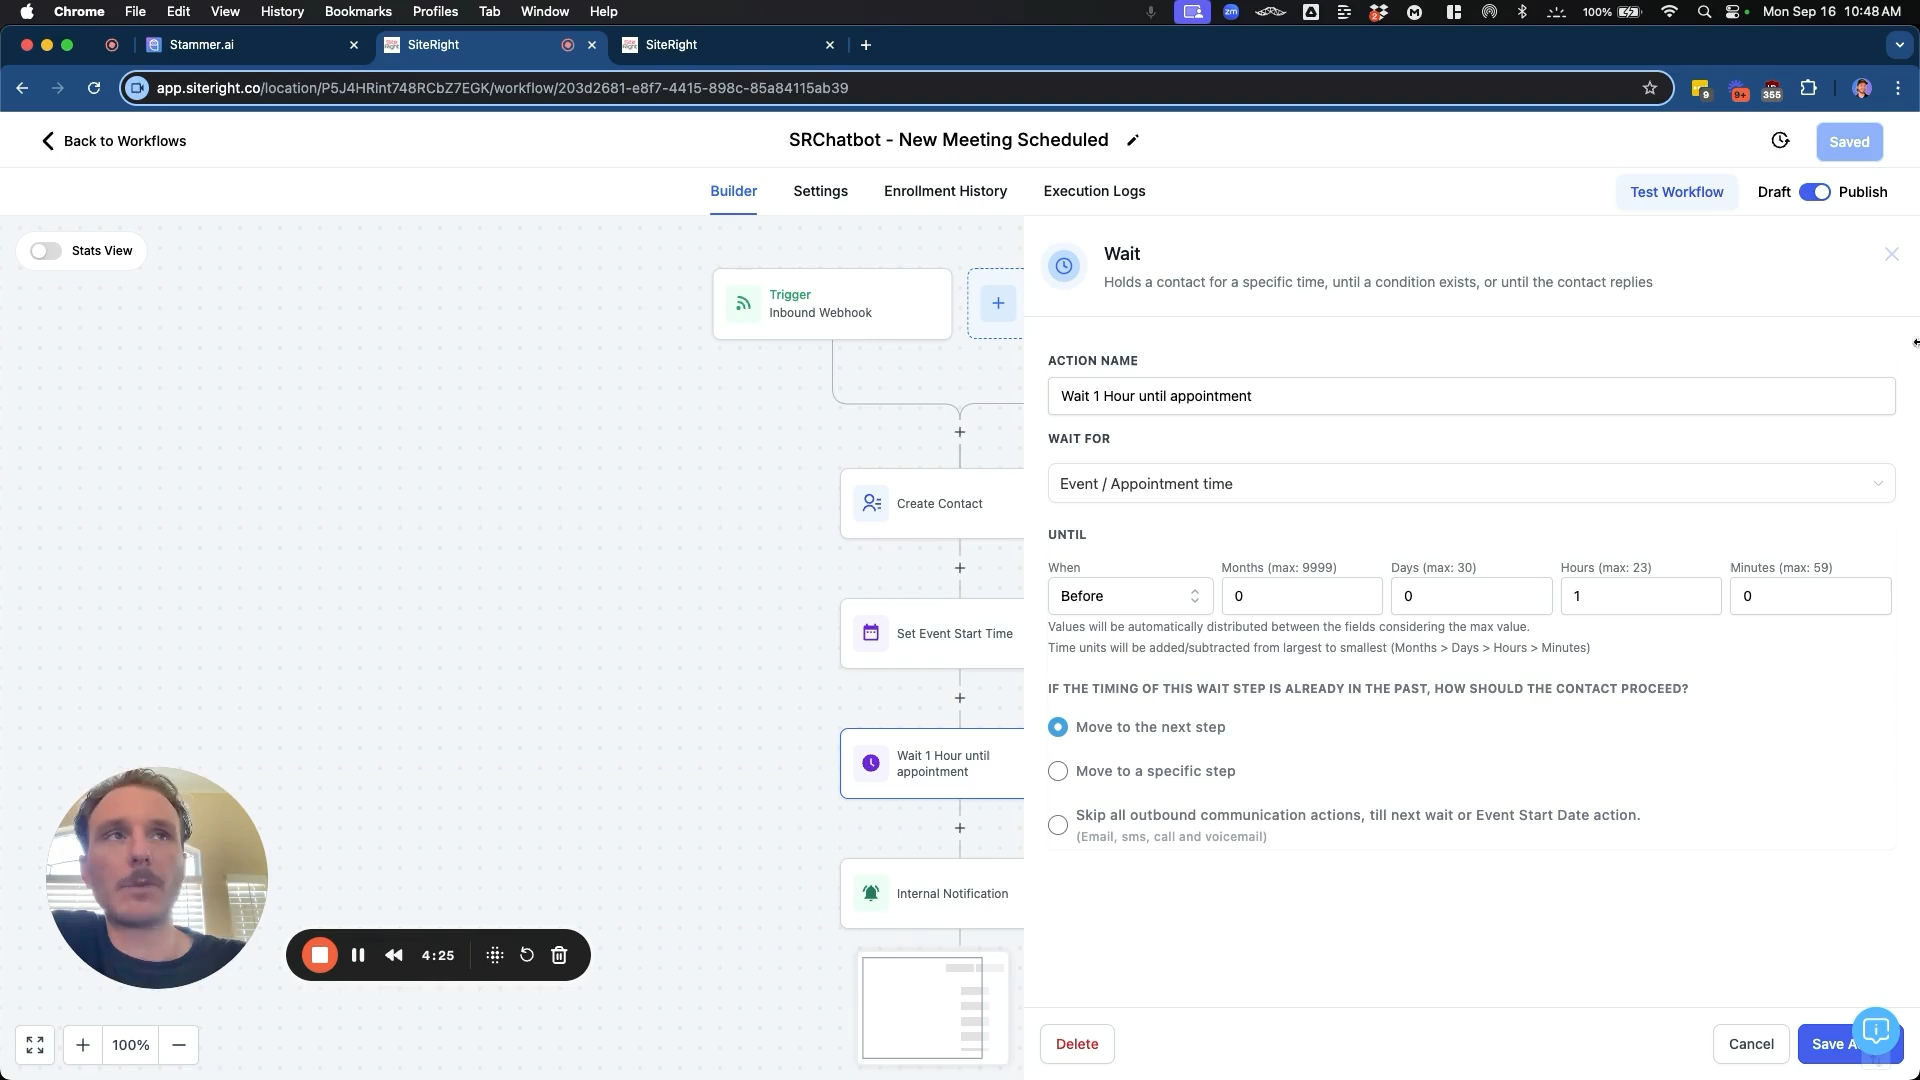 Chrome File Edit View History Bookmarks Profiles Tab Window Help
zm 2 100% Mon Sep 16 10:48 AM
Stammer.ai
SiteRight
SiteRight
app.siteright.co/location/P5J4HRint748RCbZ7EGK/workflow/203d2681-e8f7-4415-898c-85a84115ab39
9
9+
355
Back to Workflows
SRChatbot - New Meeting Scheduled
Saved
Builder
Settings
Enrollment History
Execution Logs
Test Workflow
Draft
Publish
Stats View
Trigger
Inbound Webhook
Create Contact
Set Event Start Time
Wait 1 Hour until
appointment
Internal Notification
4:25
100%
Wait
Holds a contact for a specific time, until a condition exists, or until the contact replies
ACTION NAME
Wait 1 Hour until appointment
WAIT FOR
Event / Appointment time
UNTIL
When
Months (max: 9999)
Days (max: 30)
Hours (max: 23)
Minutes (max: 59)
Before
0
0
1
0
Values will be automatically distributed between the fields considering the max value.
Time units will be added/subtracted from largest to smallest (Months > Days > Hours > Minutes)
IF THE TIMING OF THIS WAIT STEP IS ALREADY IN THE PAST, HOW SHOULD THE CONTACT PROCEED?
Move to the next step
Move to a specific step
Skip all outbound communication actions, till next wait or Event Start Date action.
(Email, sms, call and voicemail)
Delete
Cancel
Save A